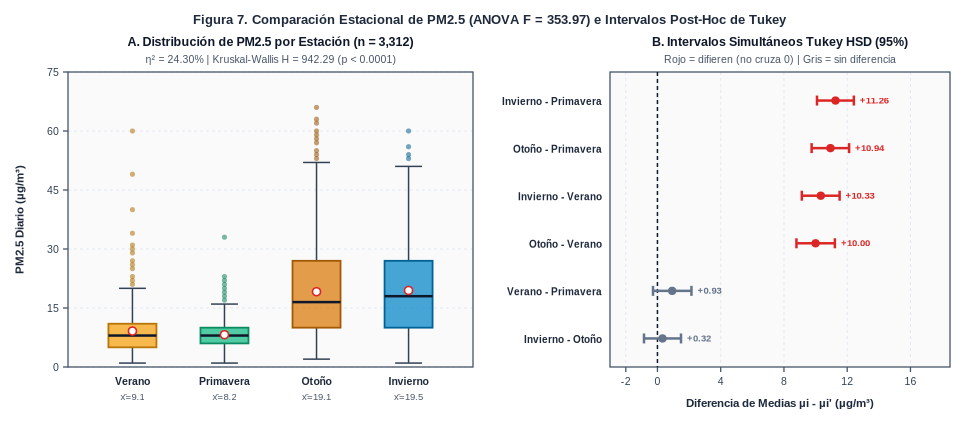 Figura 7. Comparación Estacional de PM2.5 (ANOVA F = 353.97) e Intervalos Post-Hoc de Tukey
A. Distribución de PM2.5 por Estación (n = 3,312)
η² = 24.30% | Kruskal-Wallis H = 942.29 (p < 0.0001)
75
60
45
30
15
0
PM2.5 Diario (µg/m³)
Verano
Primavera
Otoño
Invierno
x̄=9.1
x̄=8.2
x̄=19.1
x̄=19.5
B. Intervalos Simultáneos Tukey HSD (95%)
Rojo = difieren (no cruza 0) | Gris = sin diferencia
Invierno - Primavera
+11.26
Otoño - Primavera
+10.94
Invierno - Verano
+10.33
Otoño - Verano
+10.00
Verano - Primavera
+0.93
Invierno - Otoño
+0.32
-2
0
4
8
12
16
Diferencia de Medias µi - µi' (µg/m³)